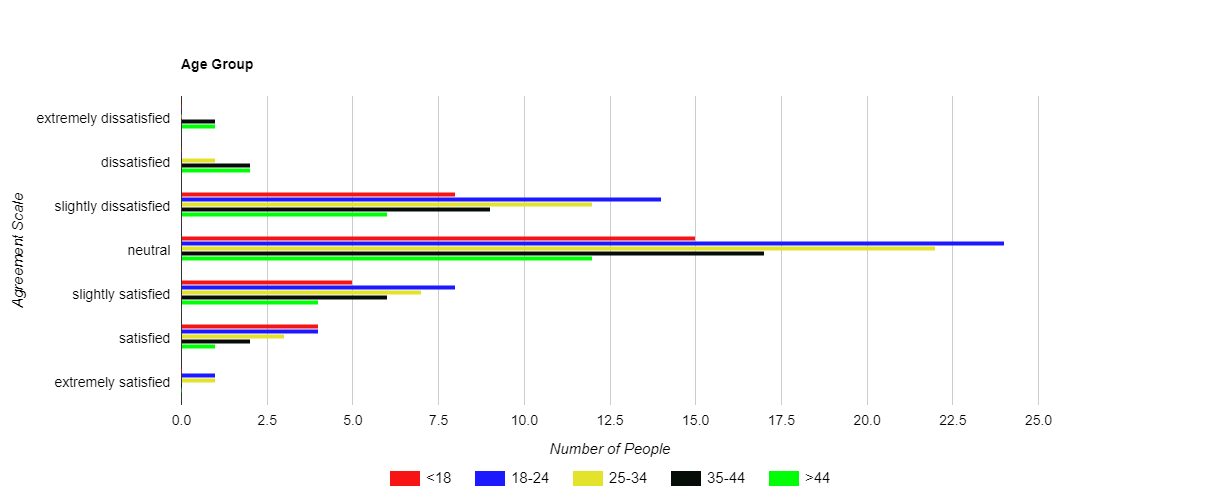 Age Group
extremely dissatisfied
dissatisfied
slightly dissatisfied
neutral
slightly satisfied
satisfied
extremely satisfied
Agreement Scale
0.0 2.5 5.0 7.5 10.0 12.5 15.0 17.5 20.0 22.5 25.0
Number of People
<18 18-24 25-34 35-44 >44